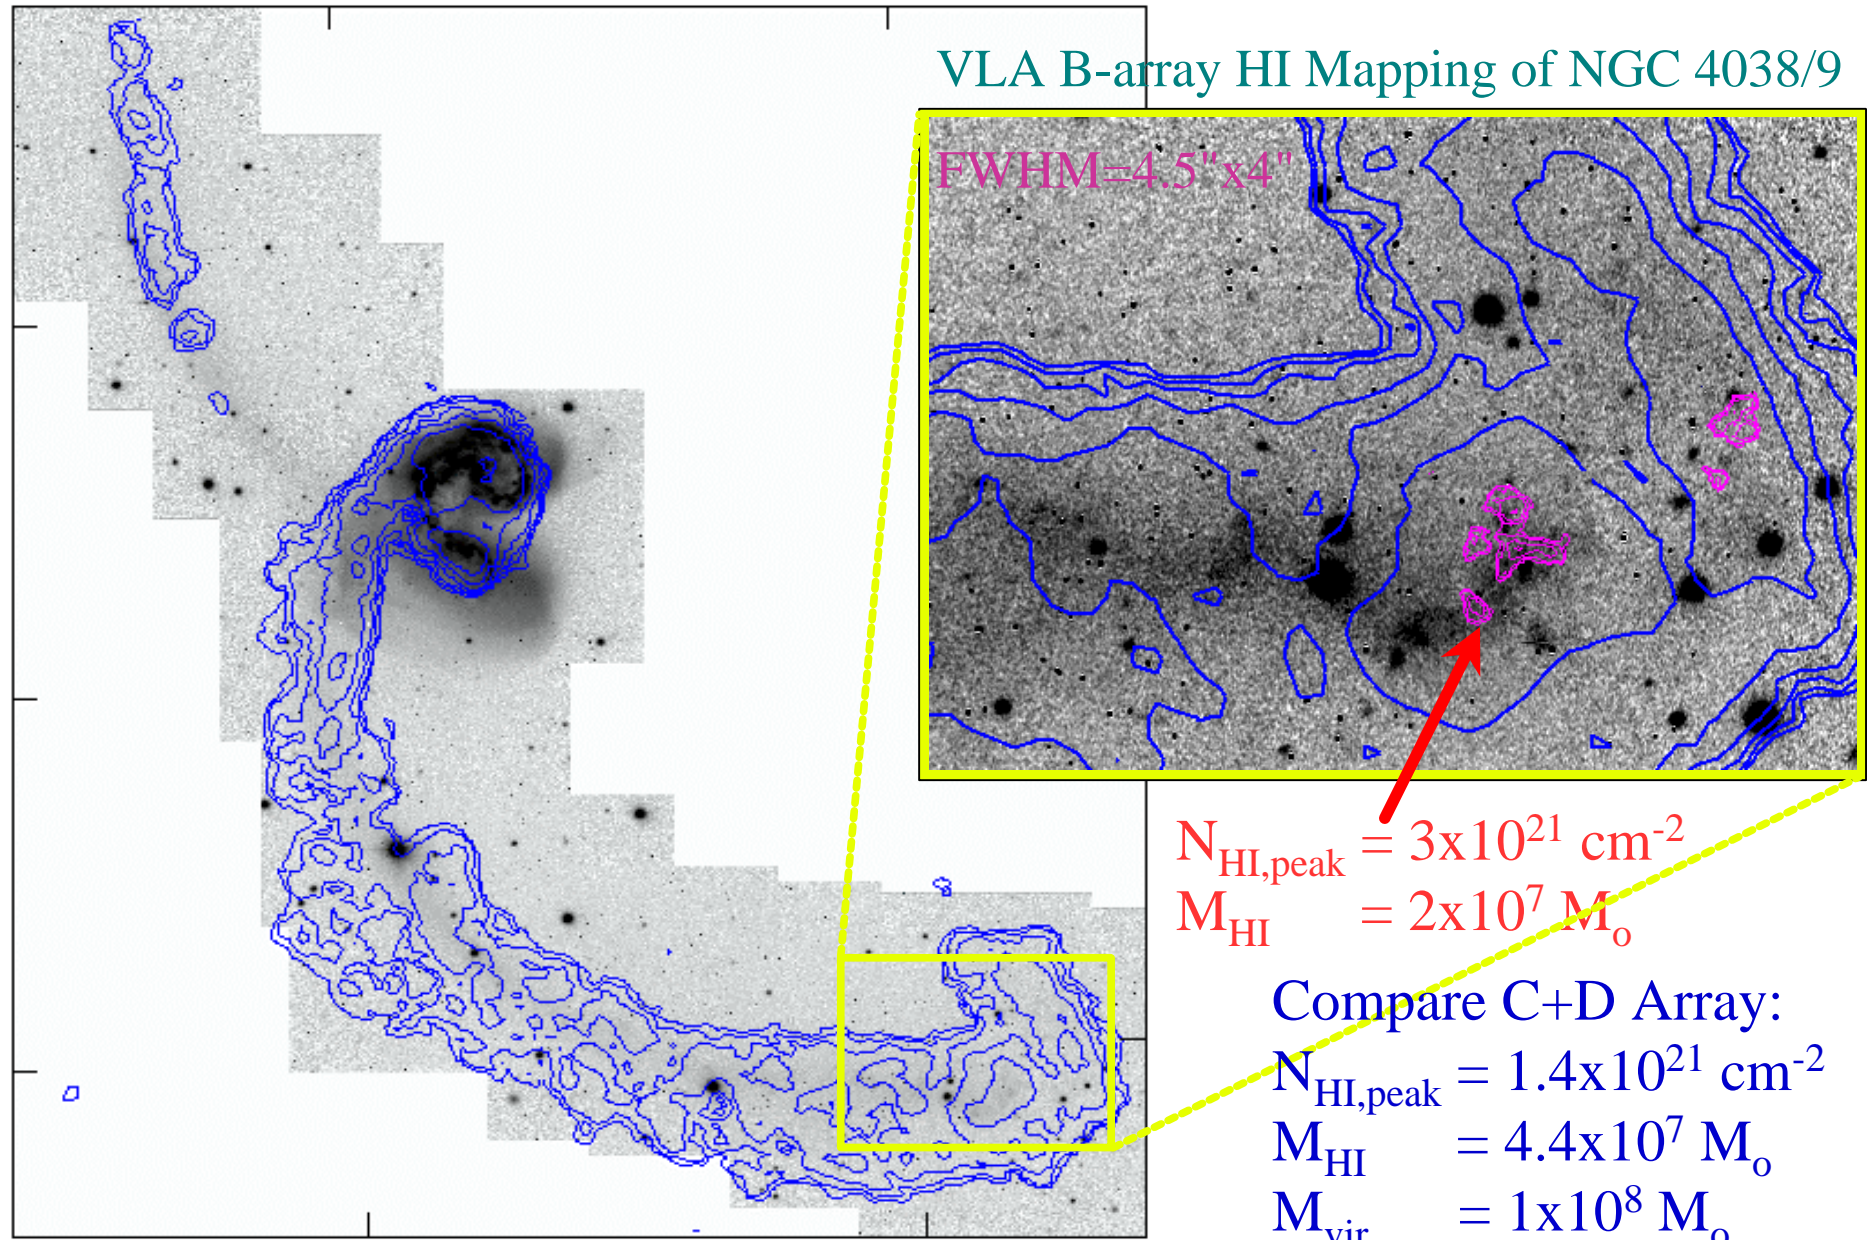 VLA B-array HI Mapping of NGC 4038/9
FWHM=4.5"x4"
N_HI,peak = 3x10^21 cm^-2
M_HI = 2x10^7 M_o
Compare C+D Array:
N_HI,peak = 1.4x10^21 cm^-2
M_HI = 4.4x10^7 M_o
M_vir = 1x10^8 M_o